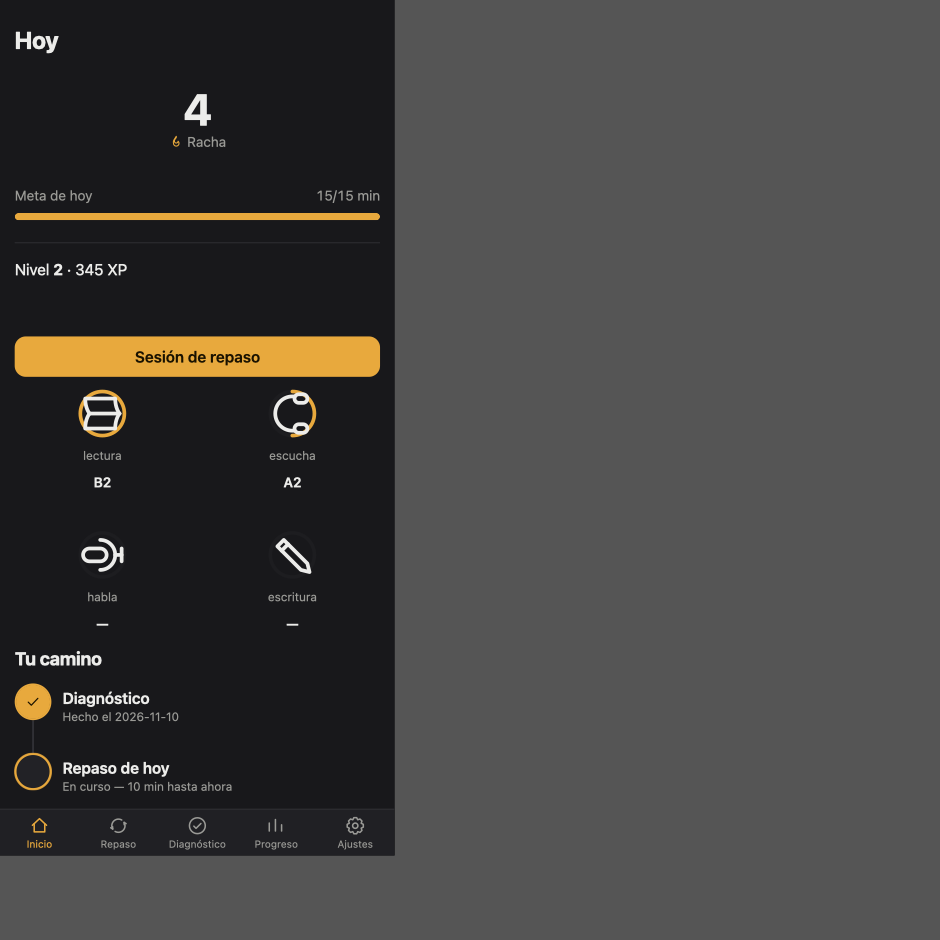 Hoy
4
Racha
Meta de hoy 15/15 min
Nivel 2 · 345 XP
Sesión de repaso
lectura escucha
B2 A2
habla escritura
— —
Tu camino
Diagnóstico
Hecho el 2026-11-10
Repaso de hoy
En curso — 10 min hasta ahora
Inicio Repaso Diagnóstico Progreso Ajustes